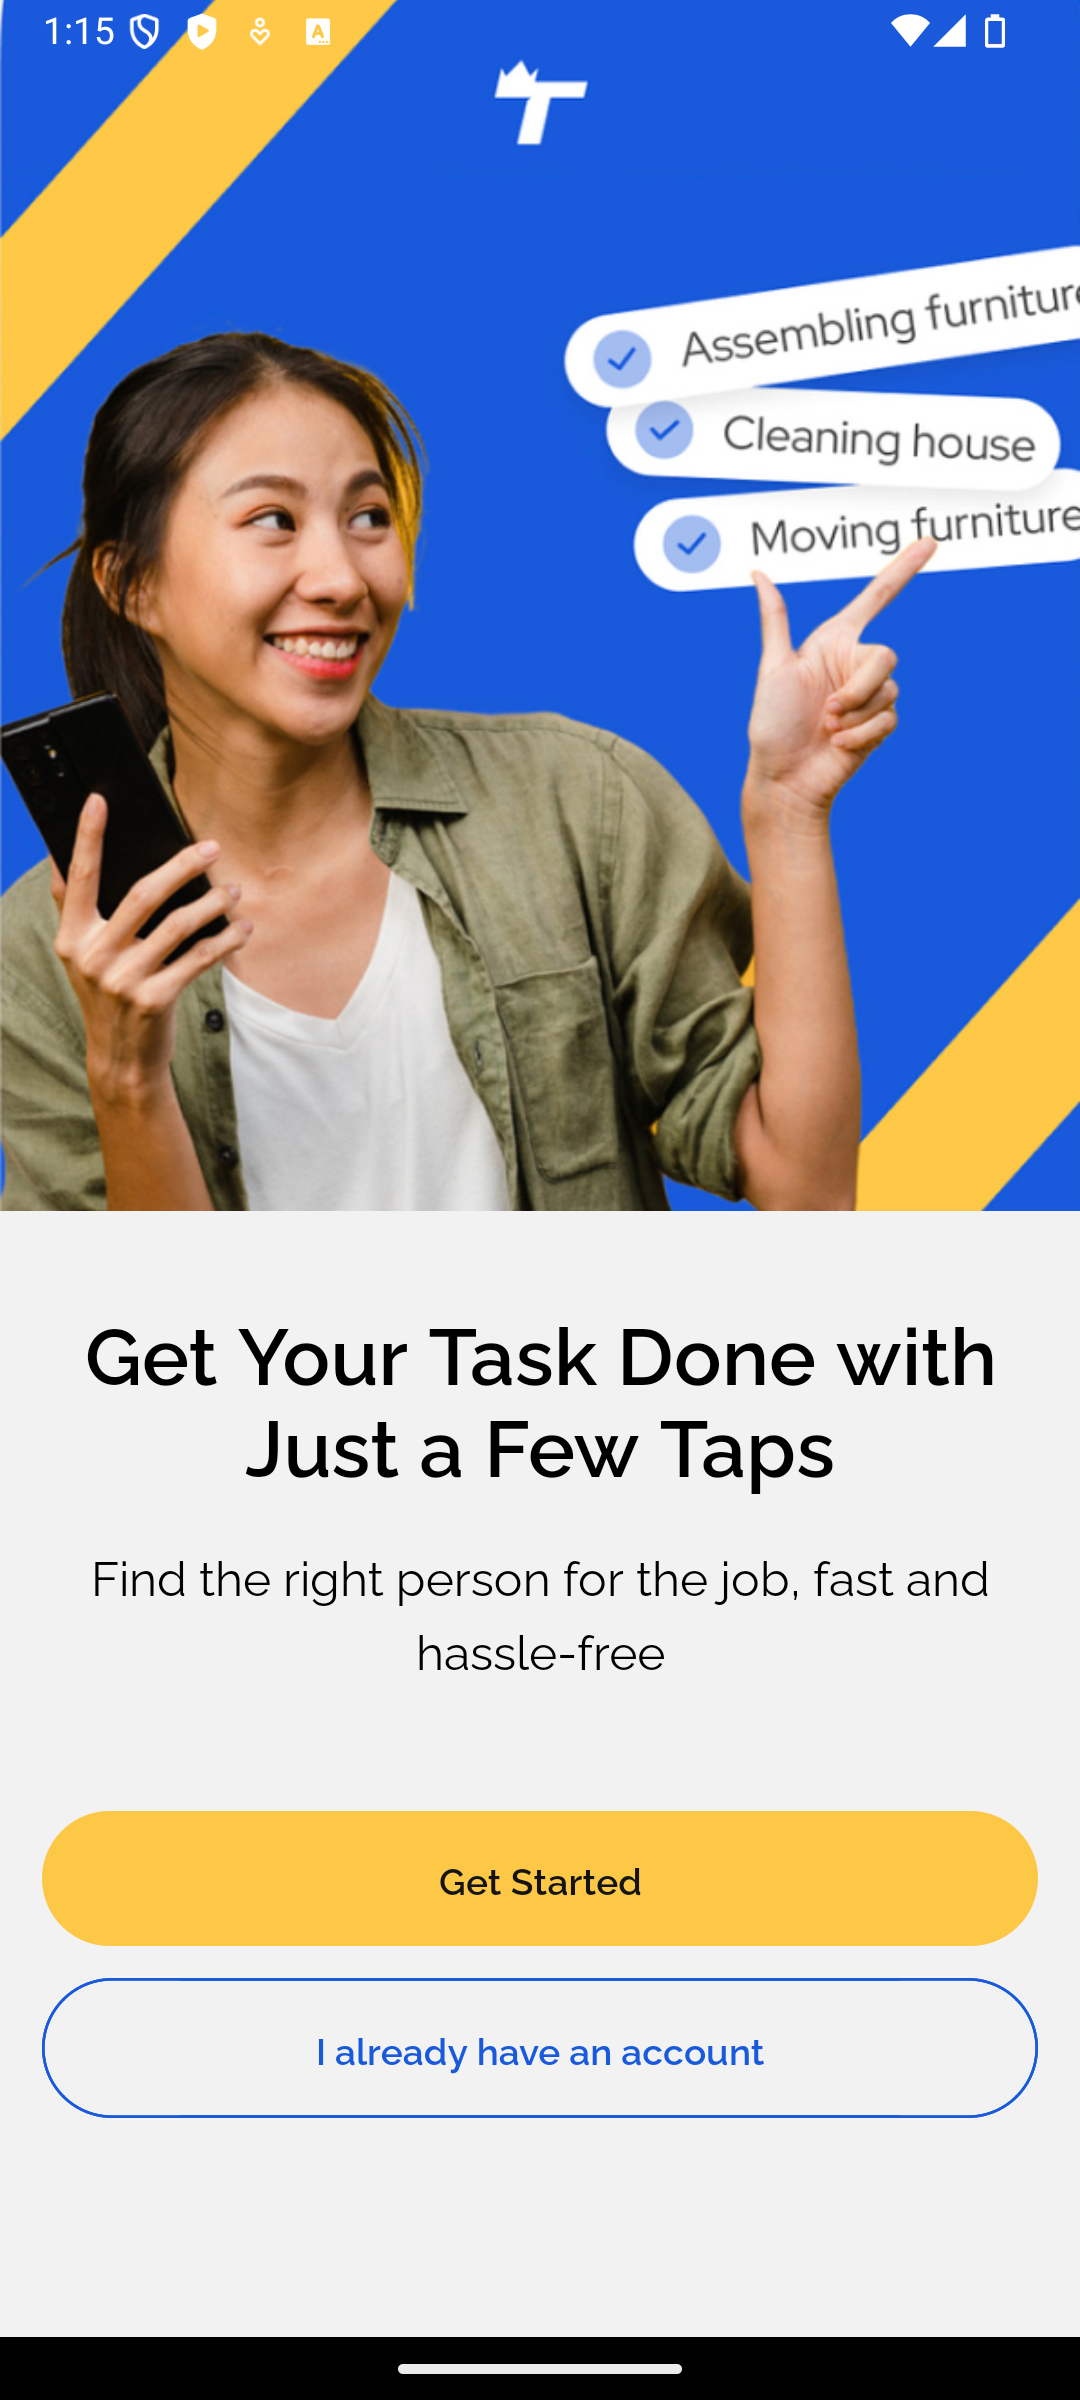 1:15
Assembling furniture
Cleaning house
Moving furniture
Get Your Task Done with
Just a Few Taps
Find the right person for the job, fast and
hassle-free
Get Started
I already have an account